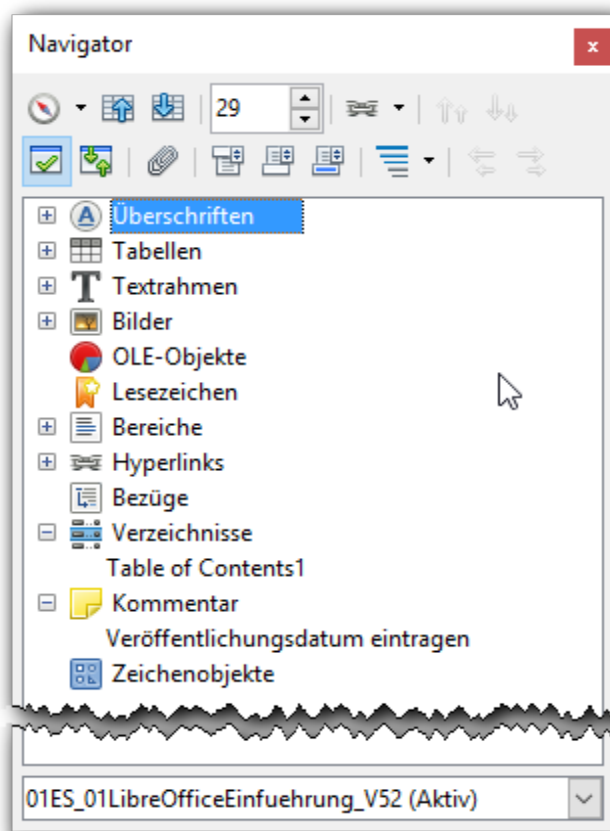 Navigator
29
Überschriften
Tabellen
Textrahmen
Bilder
OLE-Objekte
Lesezeichen
Bereiche
Hyperlinks
Bezüge
Verzeichnisse
Table of Contents1
Kommentar
Veröffentlichungsdatum eintragen
Zeichenobjekte
01ES_01LibreOfficeEinfuehrung_V52 (Aktiv)